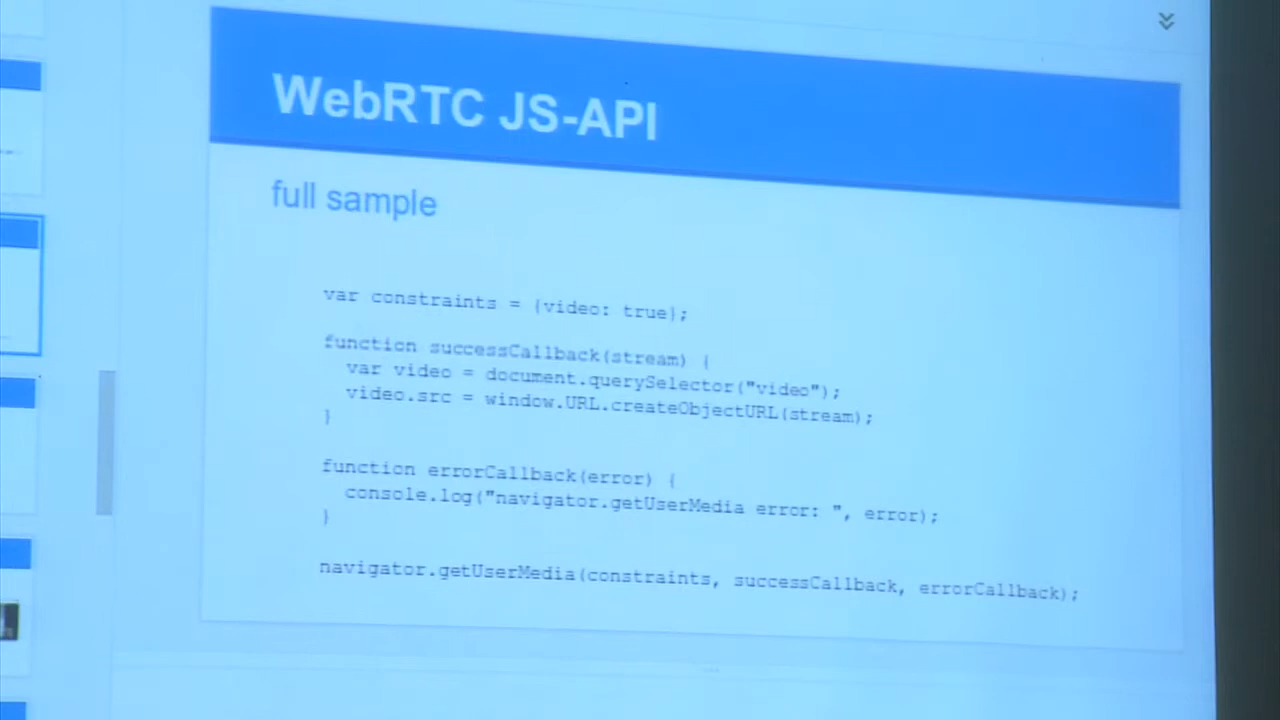 WebRTC JS-API
full sample
var constraints = {video: true};
function successCallback(stream) {
var video = document.querySelector("video");
video.src = window.URL.createObjectURL(stream);
}
function errorCallback(error) {
console.log("navigator.getUserMedia error: ", error);
}
navigator.getUserMedia(constraints, successCallback, errorCallback);